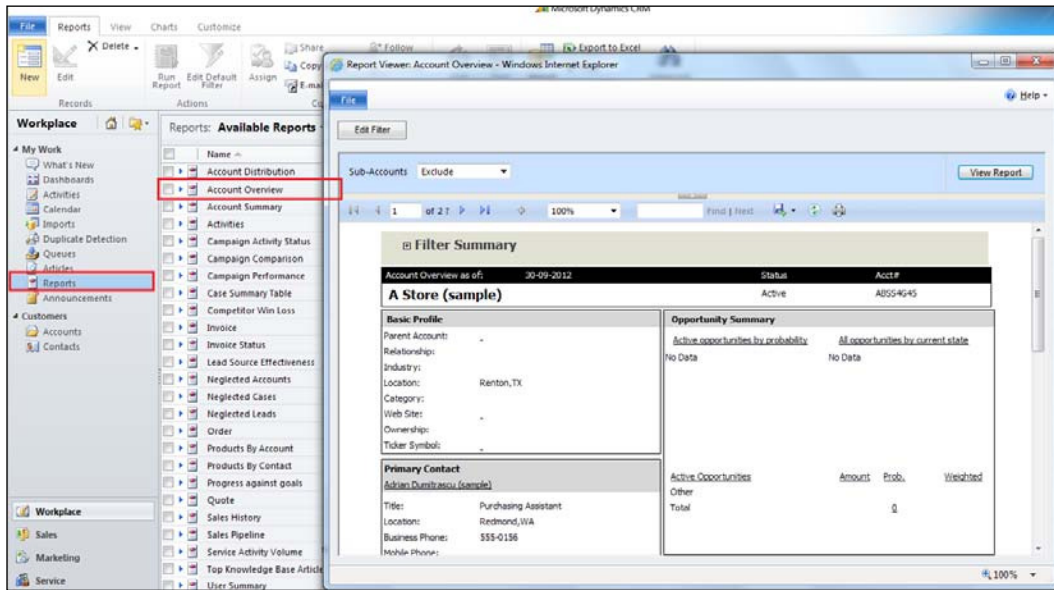 Microsoft Dynamics CRM
File Reports View Charts Customize
New
Edit
Delete
Records
Run Report
Edit Default Filter
Assign
Actions
Share
Copy
E-mai
Follow
Export to Excel
Workplace
My Work
What's New
Dashboards
Activities
Calendar
Imports
Duplicate Detection
Queues
Articles
Reports
Announcements
Customers
Accounts
Contacts
Workplace
Sales
Marketing
Service
Reports: Available Reports
Name
Account Distribution
Account Overview
Account Summary
Activities
Campaign Activity Status
Campaign Comparison
Campaign Performance
Case Summary Table
Competitor Win Loss
Invoice
Invoice Status
Lead Source Effectiveness
Neglected Accounts
Neglected Cases
Neglected Leads
Order
Products By Account
Products By Contact
Progress against goals
Quote
Sales History
Sales Pipeline
Service Activity Volume
Top Knowledge Base Article
User Summary
Report Viewer: Account Overview - Windows Internet Explorer
File
Help
Edit Filter
Sub-Accounts Exclude
View Report
1 of 2 ? 100% Find | Next
Filter Summary
Account Overview as of: 30-09-2012 Status Acct#
A Store (sample) Active ABSS4G45
Basic Profile
Parent Account: -
Relationship:
Industry:
Location: Renton,TX
Category:
Web Site: -
Ownership:
Ticker Symbol: -
Primary Contact
Adrian Dumitrascu (sample)
Title: Purchasing Assistant
Location: Redmond,WA
Business Phone: 555-0156
Mobile Phone:
Opportunity Summary
Active opportunities by probability All opportunities by current state
No Data No Data
Active Opportunities Amount Prob. Weighted
Other
Total 0
100%